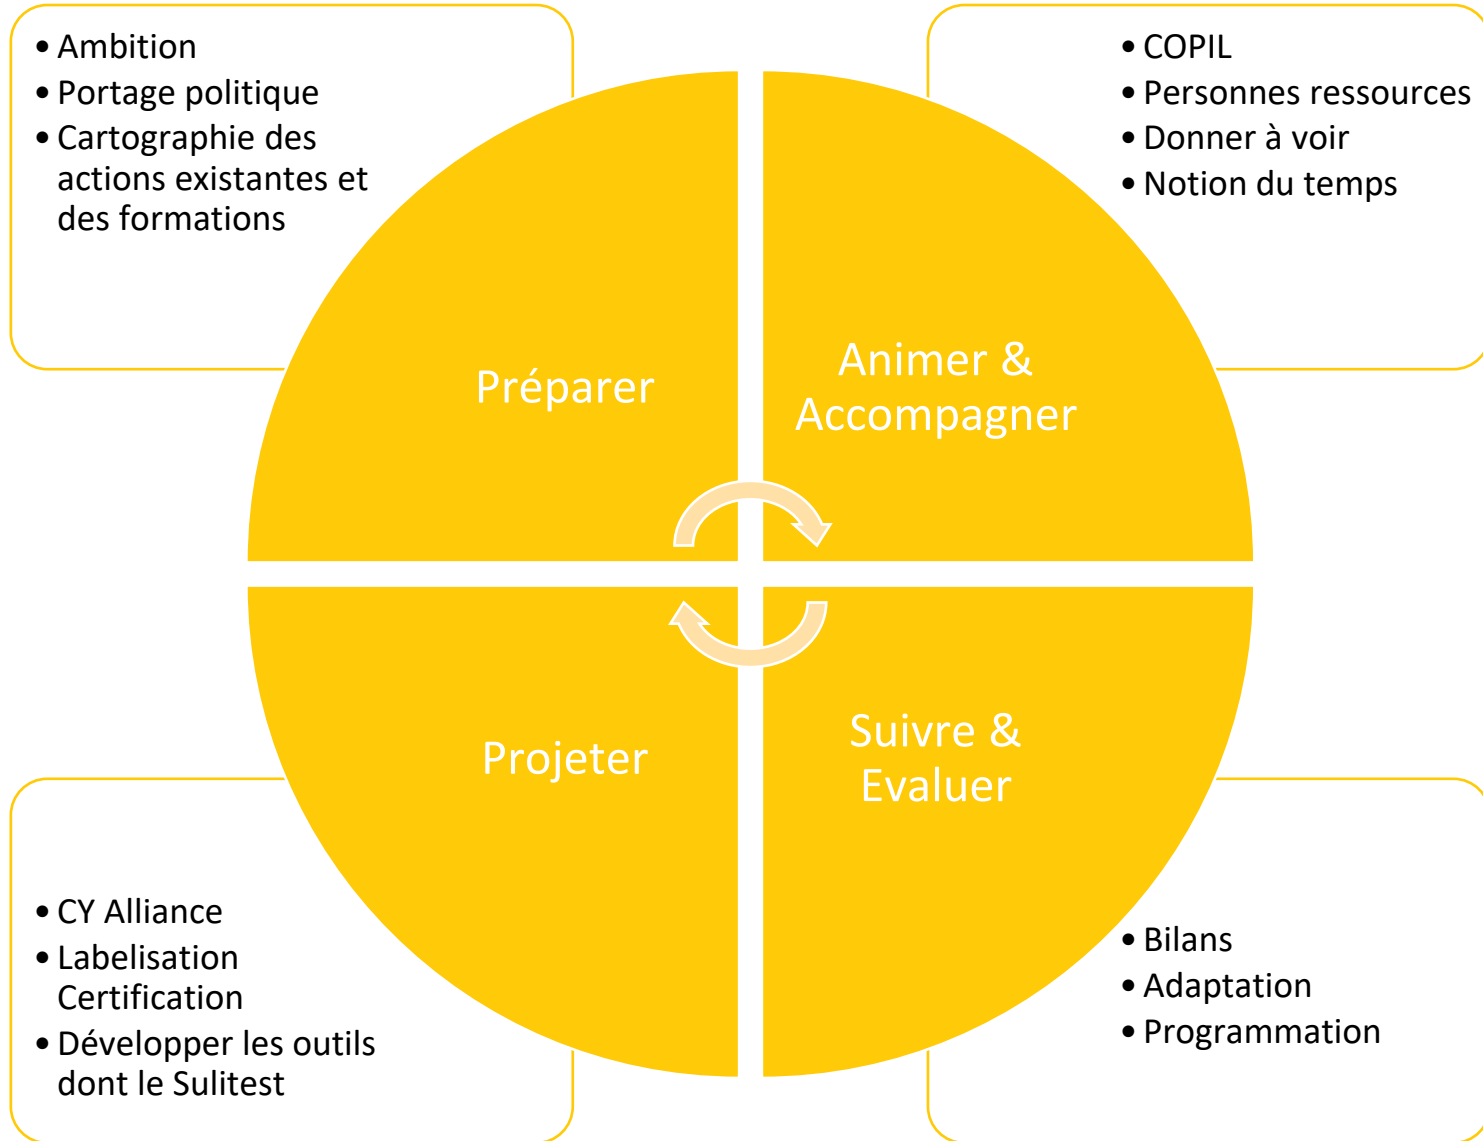 • Ambition
• Portage politique
• Cartographie des
actions existantes et
des formations
• COPIL
• Personnes ressources
• Donner à voir
• Notion du temps
Préparer
Animer &
Accompagner
Projeter
Suivre &
Evaluer
• CY Alliance
• Labelisation
Certification
• Développer les outils
dont le Sulitest
• Bilans
• Adaptation
• Programmation